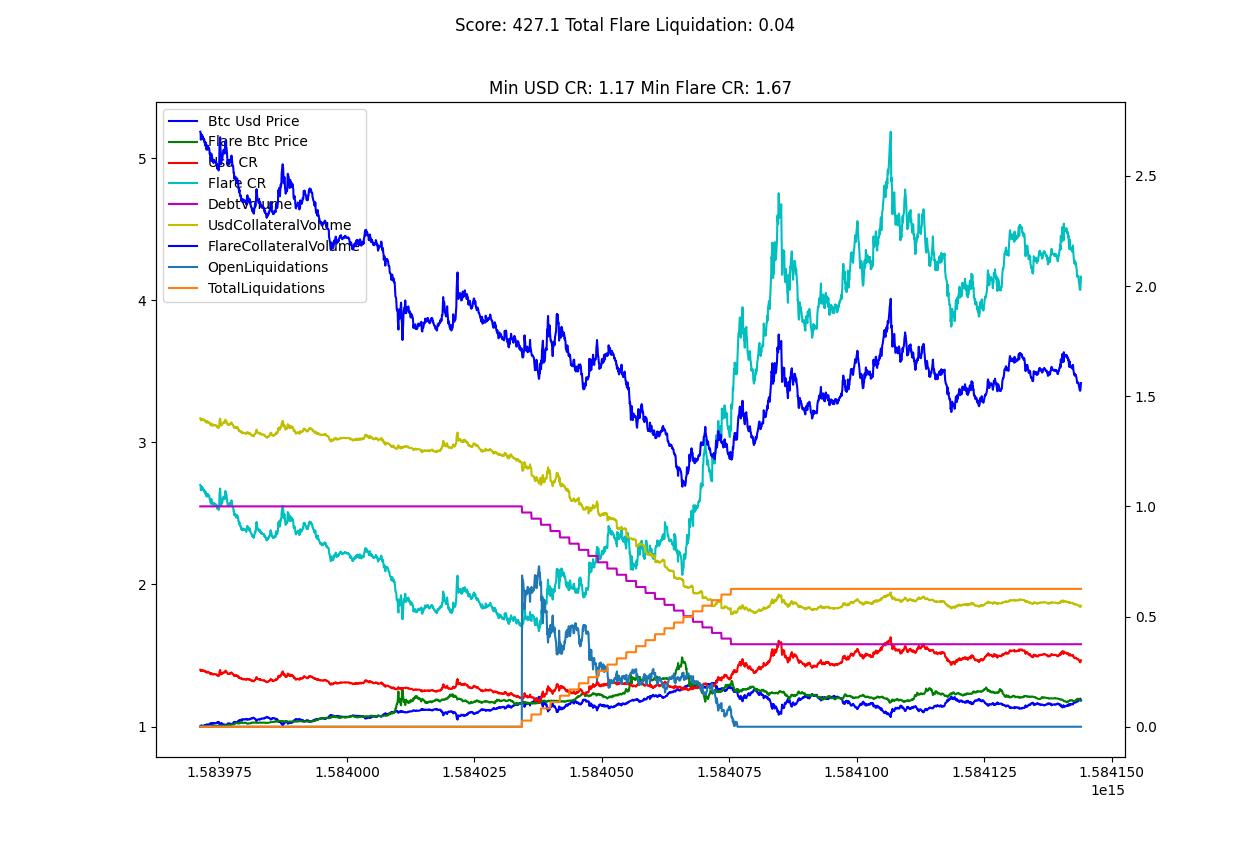 Score: 427.1 Total Flare Liquidation: 0.04
Min USD CR: 1.17 Min Flare CR: 1.67
Btc Usd Price
Flare Btc Price
Usd CR
Flare CR
DebtVolume
UsdCollateralVolume
FlareCollateralVolume
OpenLiquidations
TotalLiquidations
5
4
3
2
1
2.5
2.0
1.5
1.0
0.5
0.0
1.583975 1.584000 1.584025 1.584050 1.584075 1.584100 1.584125 1.584150
1e15